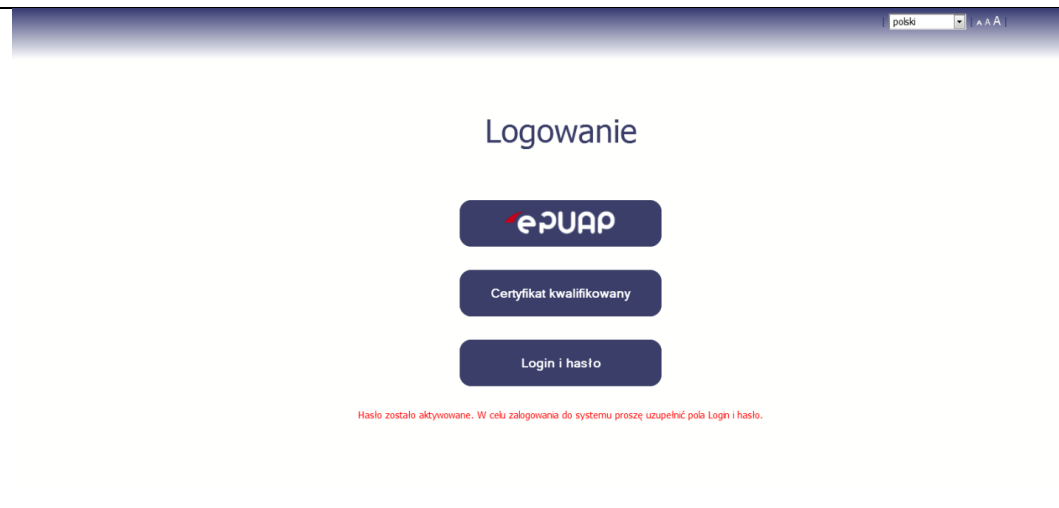 polski
A A A
Logowanie
ePUAP
Certyfikat kwalifikowany
Login i hasło
Hasło zostało aktywowane. W celu zalogowania do systemu proszę uzupełnić pola Login i hasło.